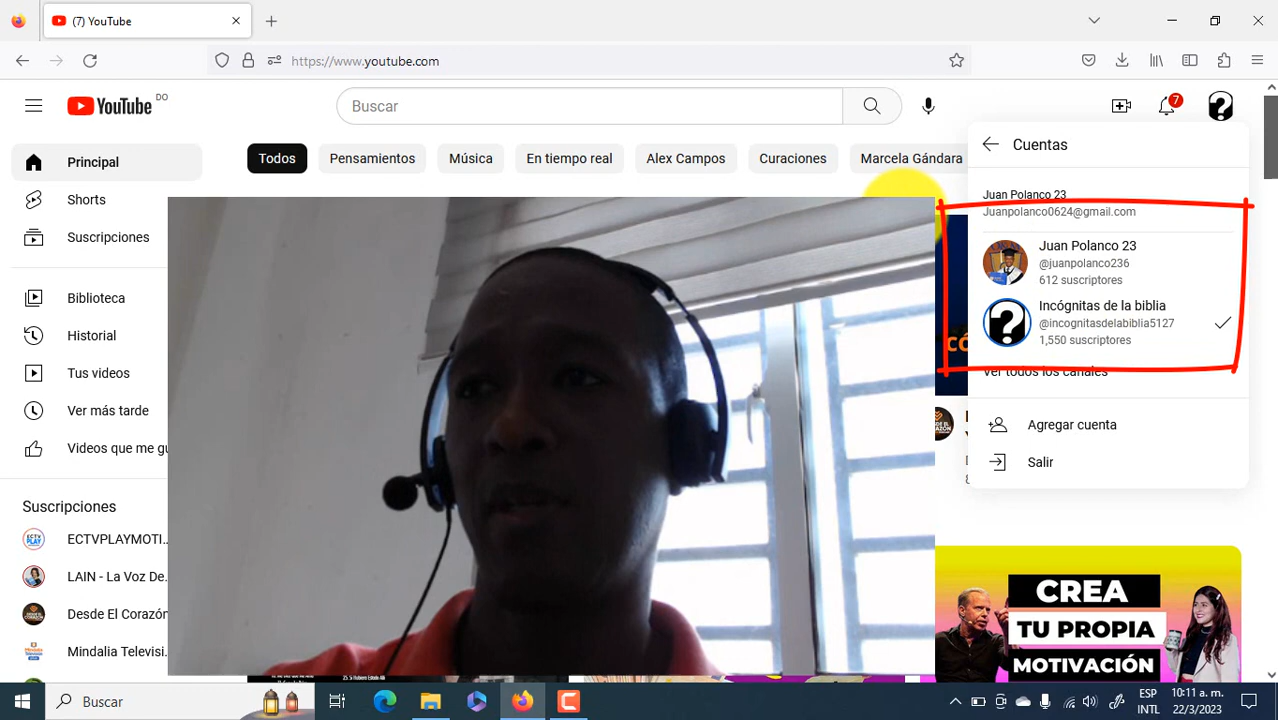 (7) YouTube
https://www.youtube.com
YouTube DO
Buscar
7
Todos
Pensamientos
Música
En tiempo real
Alex Campos
Curaciones
Marcela Gándara
Principal
Shorts
Suscripciones
Biblioteca
Historial
Tus videos
Ver más tarde
Videos que me gu
Suscripciones
ECTVPLAYMOTI...
LAIN - La Voz De...
Desde El Corazón
Mindalia Televisi...
Cuentas
Juan Polanco 23
Juanpolanco0624@gmail.com
Juan Polanco 23
@juanpolanco236
612 suscriptores
?
Incógnitas de la biblia
@incognitasdelabiblia5127
1,550 suscriptores
Ver todos los canales
Agregar cuenta
Salir
CREA
TU PROPIA
MOTIVACIÓN
Buscar
ESP
INTL
10:11 a. m.
22/3/2023